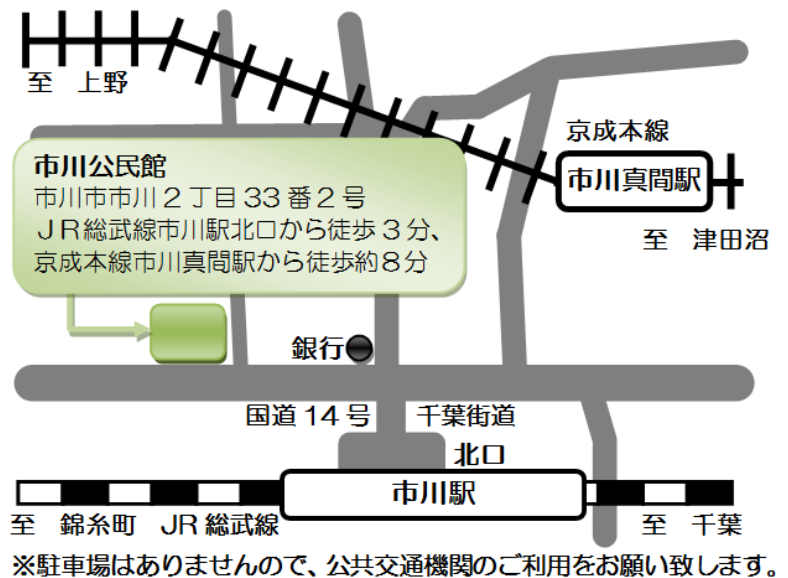 至 上野
京成本線
市川真間駅
至 津田沼
市川公民館
市川市市川２丁目33番2号
ＪＲ総武線市川駅北口から徒歩３分、
京成本線市川真間駅から徒歩約８分
銀行
国道14号 千葉街道
北口
市川駅
至 錦糸町 JR総武線 至 千葉
※駐車場はありませんので、公共交通機関のご利用をお願い致します。